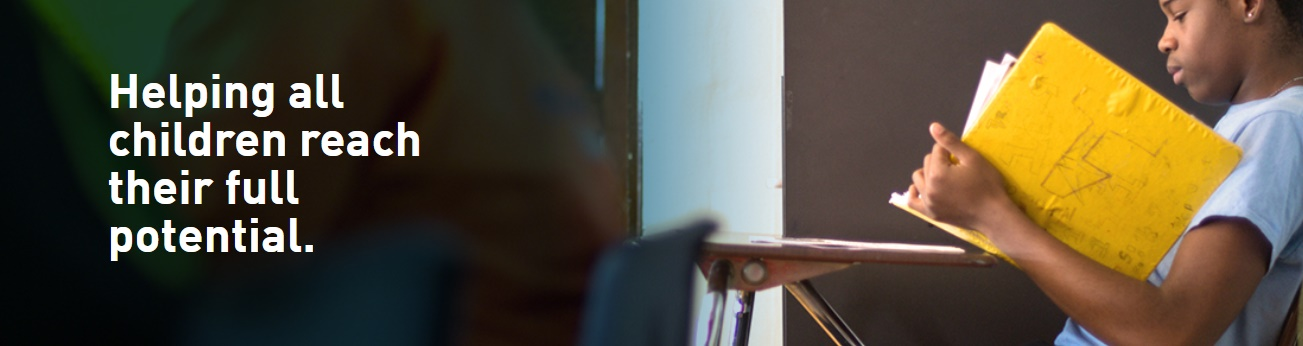 Helping all
children reach
their full
potential.